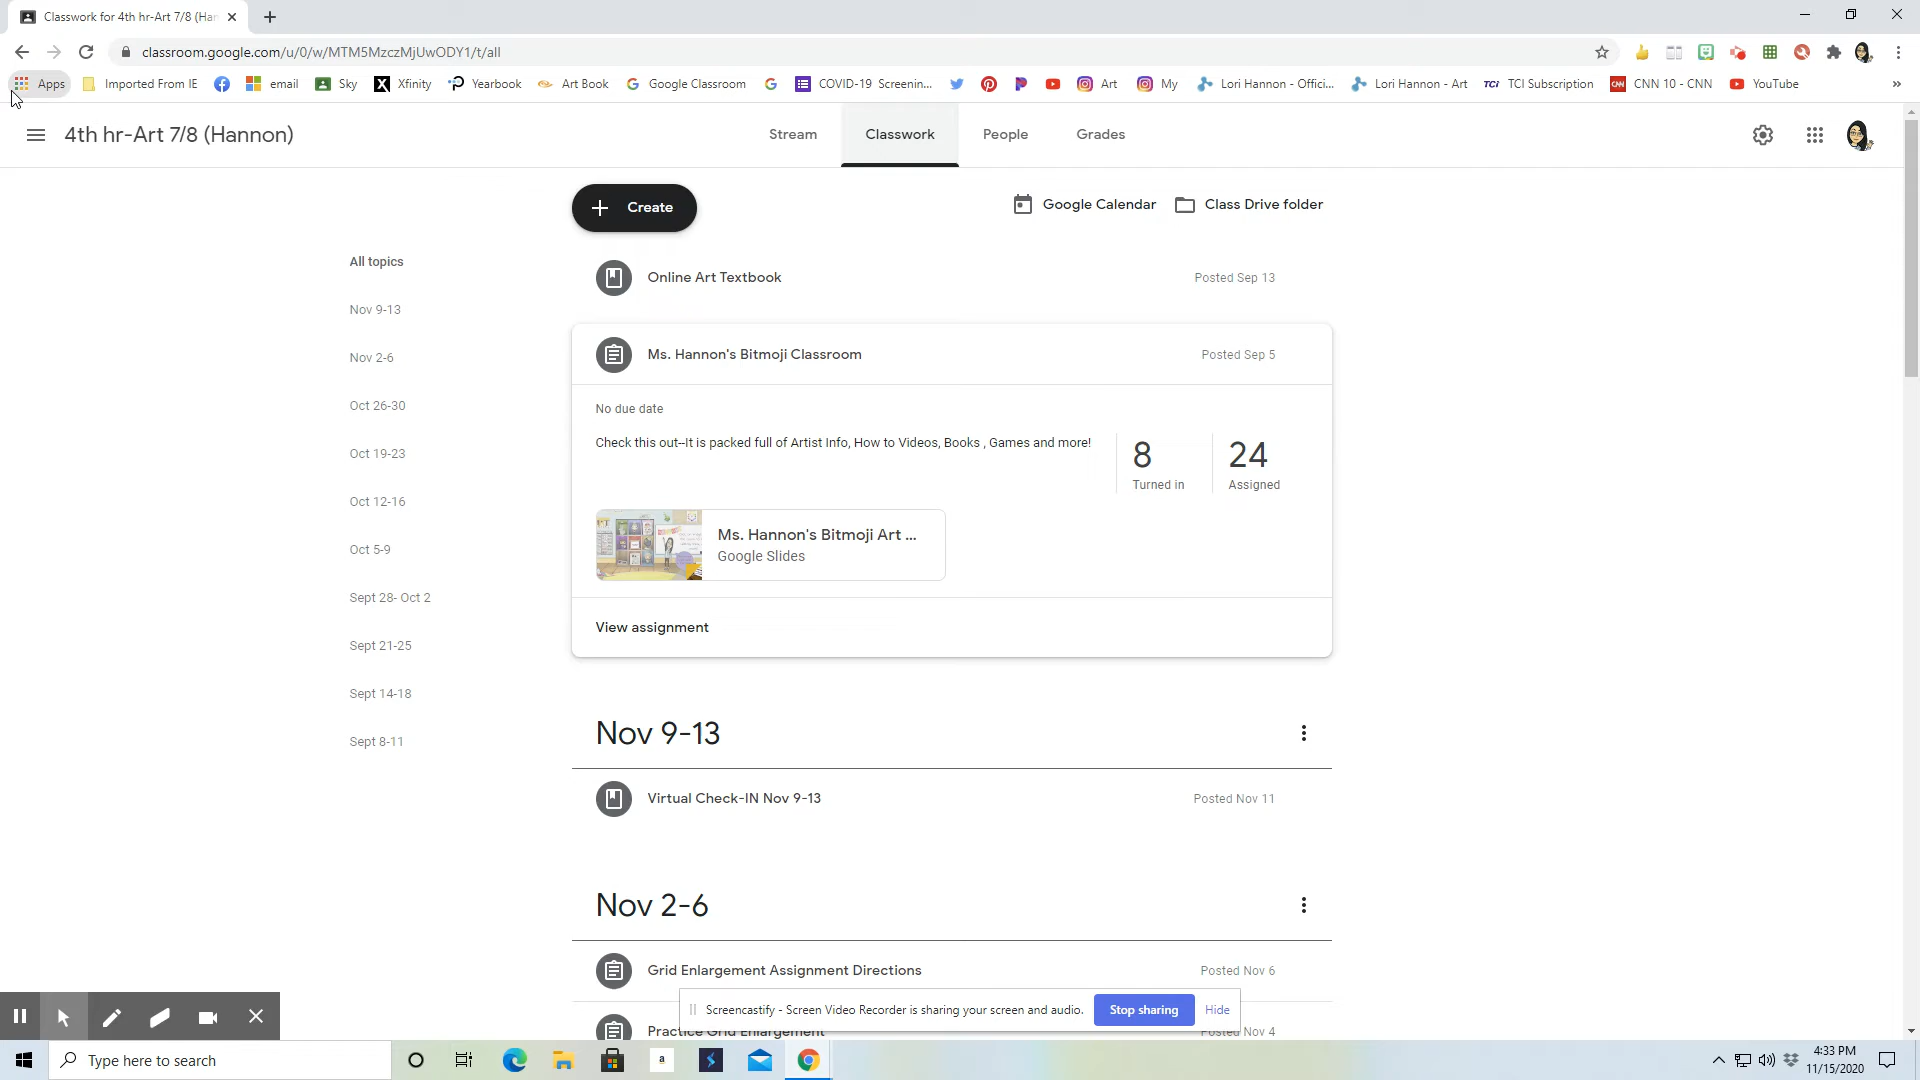 Classwork for 4th hr-Art 7/8 (Han
classroom.google.com/u/0/w/MTM5MzczMjUwODY1/t/all
Apps
Imported From IE
email
Sky
Xfinity
Yearbook
Art Book
Google Classroom
COVID-19 Screenin...
Art
My
Lori Hannon - Offici...
Lori Hannon - Art
TCI TCI Subscription
CNN CNN 10 - CNN
YouTube
»
4th hr-Art 7/8 (Hannon)
Stream
Classwork
People
Grades
Create
Google Calendar
Class Drive folder
All topics
Nov 9-13
Nov 2-6
Oct 26-30
Oct 19-23
Oct 12-16
Oct 5-9
Sept 28- Oct 2
Sept 21-25
Sept 14-18
Sept 8-11
Online Art Textbook
Posted Sep 13
Ms. Hannon's Bitmoji Classroom
Posted Sep 5
No due date
Check this out--It is packed full of Artist Info, How to Videos, Books , Games and more!
8
Turned in
24
Assigned
Ms. Hannon's Bitmoji Art ...
Google Slides
View assignment
Nov 9-13
Virtual Check-IN Nov 9-13
Posted Nov 11
Nov 2-6
Grid Enlargement Assignment Directions
Posted Nov 6
Practice Grid Enlargement
Posted Nov 4
Screencastify - Screen Video Recorder is sharing your screen and audio.
Stop sharing
Hide
Type here to search
a
4:33 PM
11/15/2020